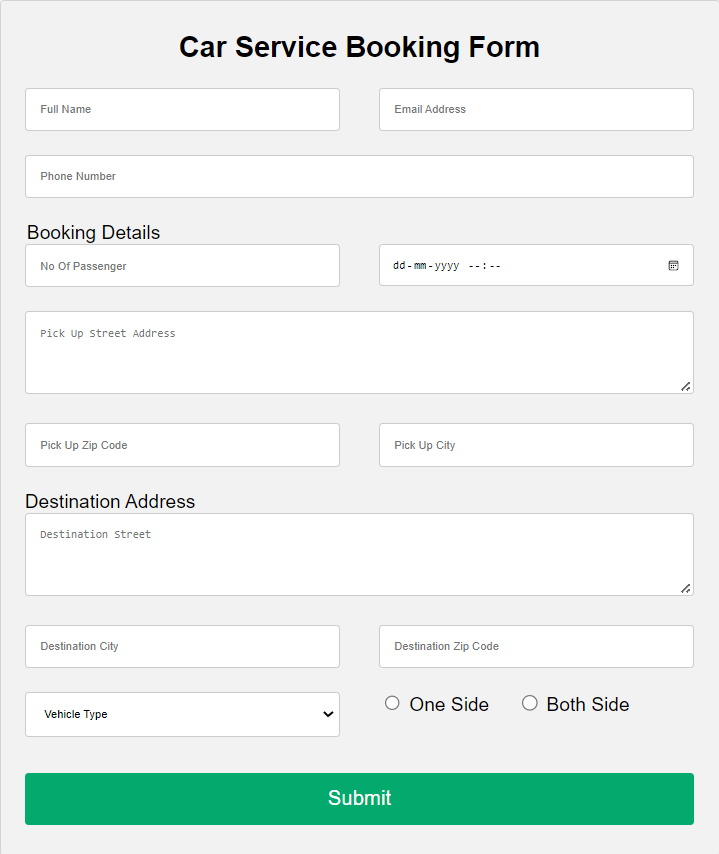 Car Service Booking Form
Full Name Email Address
Phone Number
Booking Details
No Of Passenger dd-mm-yyyy --:--
Pick Up Street Address
Pick Up Zip Code Pick Up City
Destination Address
Destination Street
Destination City Destination Zip Code
Vehicle Type One Side Both Side
Submit